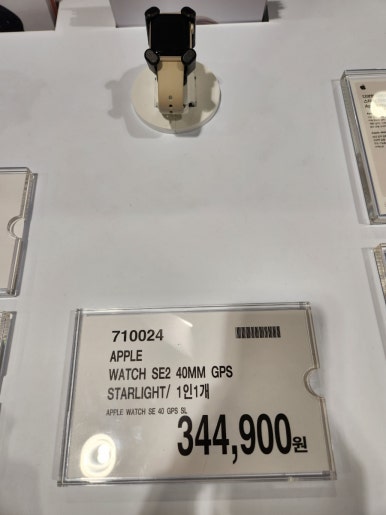 710024
APPLE
WATCH SE2 40MM GPS
STARLIGHT/ 1인1개
APPLE WATCH SE 40 GPS SL
344,900원